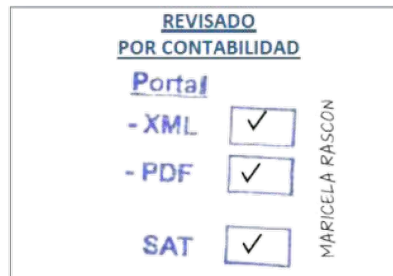 REVISADO
POR CONTABILIDAD
Portal
- XML ✓
- PDF ✓
SAT ✓
MARICELA RASCON